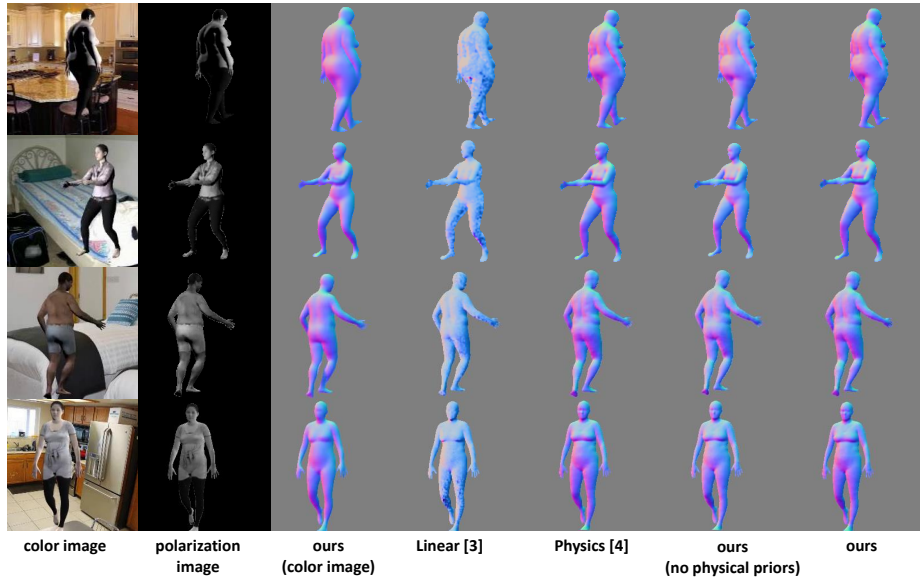 color image
polarization
image
ours
(color image)
Linear [3]
Physics [4]
ours
(no physical priors)
ours